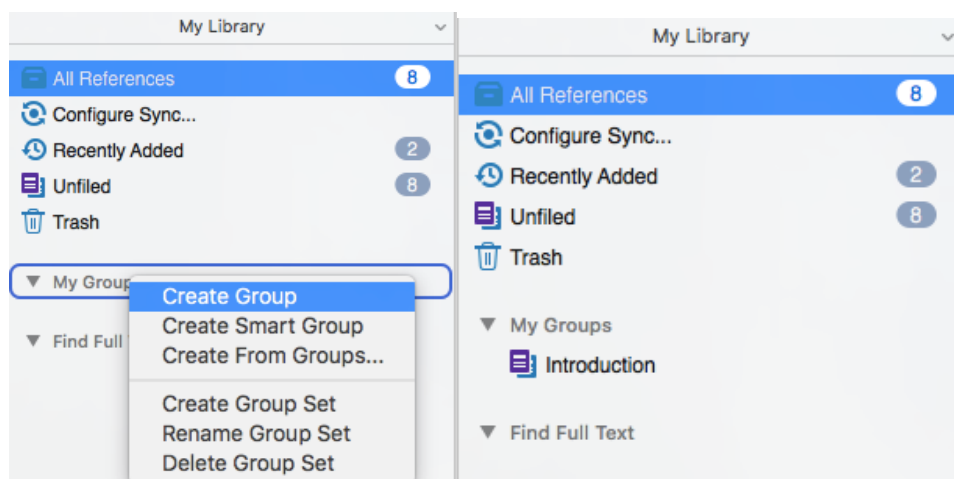 My Library
All References 8
Configure Sync...
Recently Added 2
Unfiled 8
Trash
My Group
Find Full
Create Group
Create Smart Group
Create From Groups...
Create Group Set
Rename Group Set
Delete Group Set
My Library
All References 8
Configure Sync...
Recently Added 2
Unfiled 8
Trash
My Groups
Introduction
Find Full Text